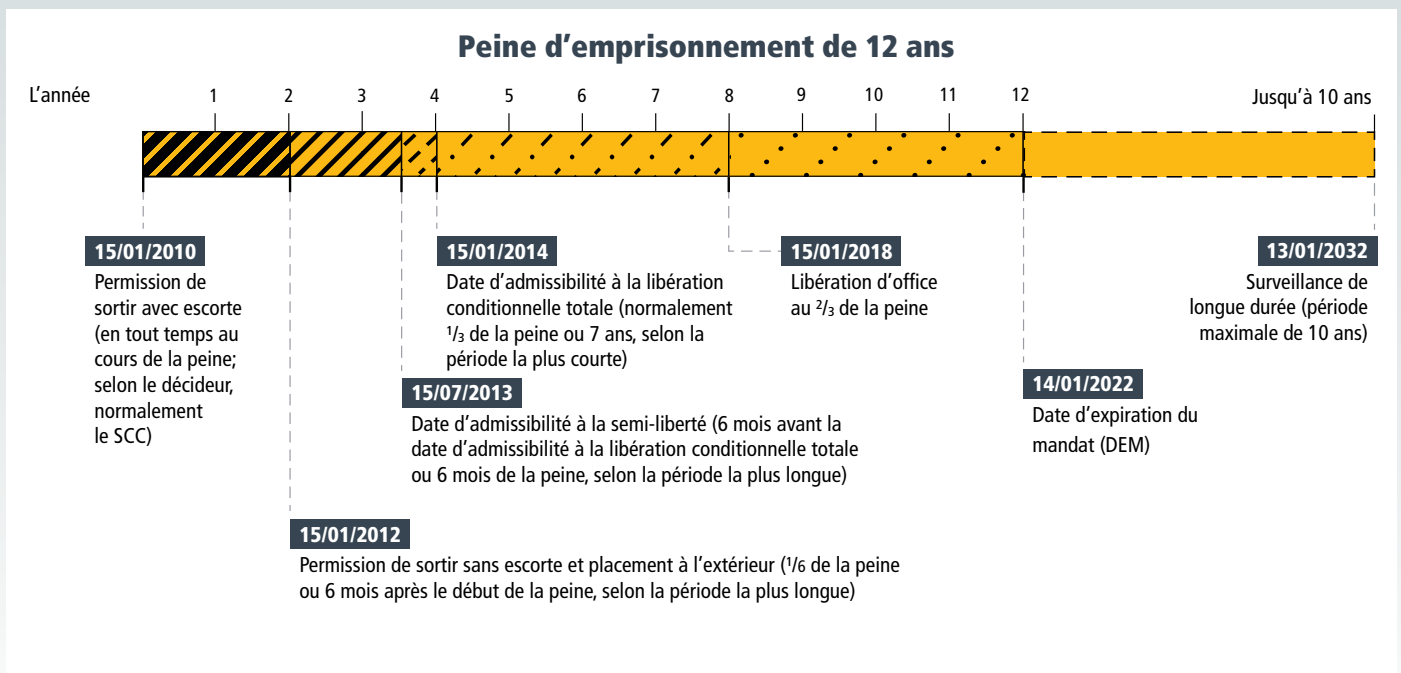 Peine d’emprisonnement de 12 ans
L’année
1 2 3 4 5 6 7 8 9 10 11 12
Jusqu’à 10 ans
15/01/2010
Permission de
sortir avec escorte
(en tout temps au
cours de la peine;
selon le décideur,
normalement
le SCC)
15/01/2014
Date d’admissibilité à la libération
conditionnelle totale (normalement
1/3 de la peine ou 7 ans, selon la
période la plus courte)
15/01/2018
Libération d’office
au 2/3 de la peine
13/01/2032
Surveillance de
longue durée (période
maximale de 10 ans)
15/07/2013
Date d’admissibilité à la semi-liberté (6 mois avant la
date d’admissibilité à la libération conditionnelle totale
ou 6 mois de la peine, selon la période la plus longue)
14/01/2022
Date d’expiration du
mandat (DEM)
15/01/2012
Permission de sortir sans escorte et placement à l’extérieur (1/6 de la peine
ou 6 mois après le début de la peine, selon la période la plus longue)